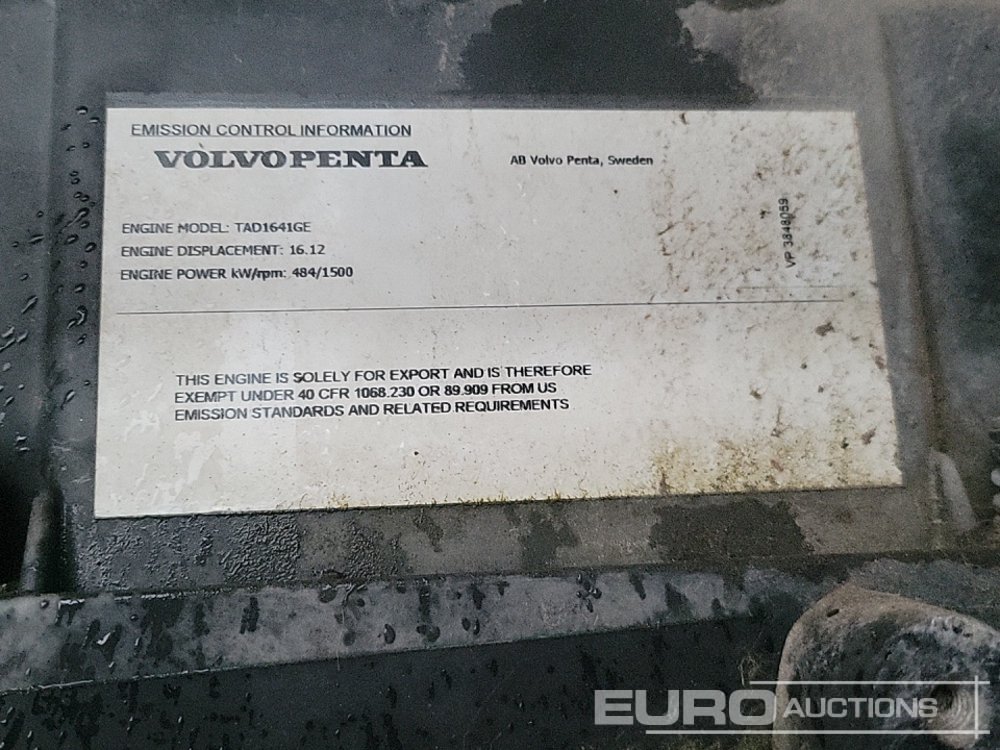 EMISSION CONTROL INFORMATION
VOLVO PENTA
AB Volvo Penta, Sweden
ENGINE MODEL: TAD1641GE
ENGINE DISPLACEMENT: 16.12
ENGINE POWER kW/rpm: 484/1500
VP 3848059
THIS ENGINE IS SOLELY FOR EXPORT AND IS THEREFORE
EXEMPT UNDER 40 CFR 1068.230 OR 89.909 FROM US
EMISSION STANDARDS AND RELATED REQUIREMENTS
EURO AUCTIONS